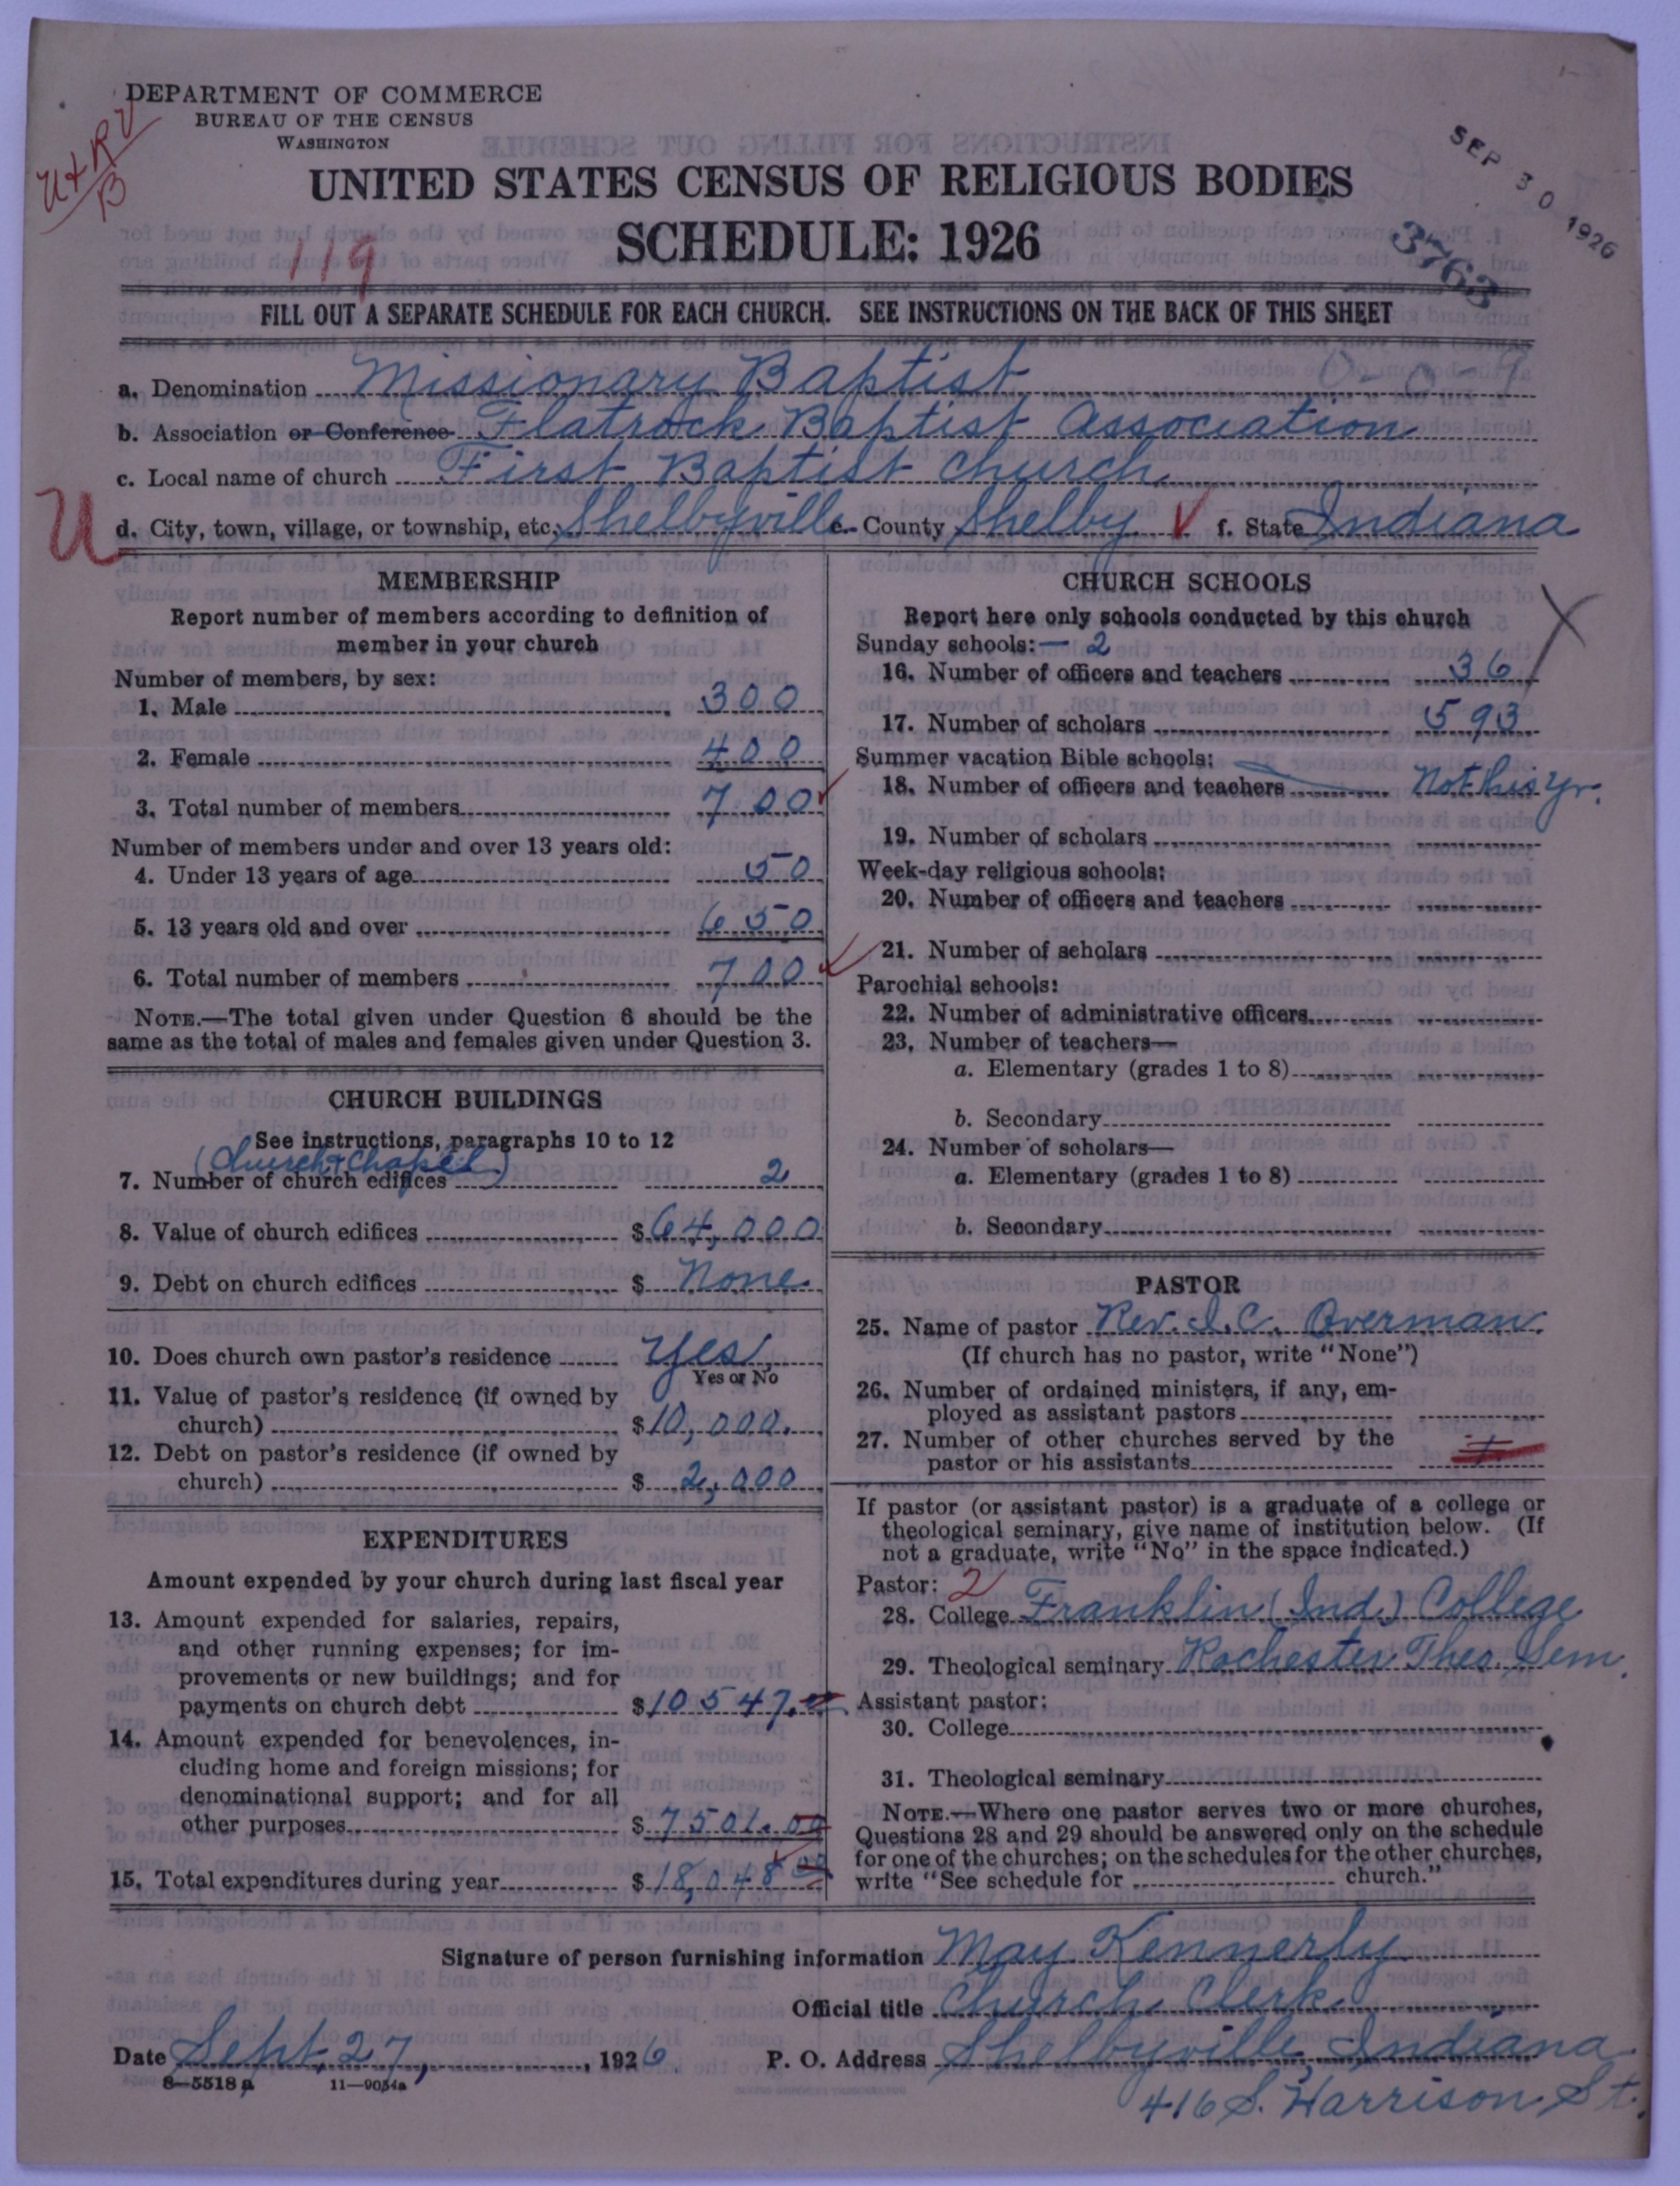 DEPARTMENT OF COMMERCE
BUREAU OF THE CENSUS
WASHINGTON
UNITED STATES CENSUS OF RELIGIOUS BODIES
SCHEDULE: 1926
SEP 30 1926
3763
119
FILL OUT A SEPARATE SCHEDULE FOR EACH CHURCH. SEE INSTRUCTIONS ON THE BACK OF THIS SHEET
a. Denomination Missionary Baptist 0-0-9
b. Association or Conference Flatrock Baptist Association
c. Local name of church First Baptist Church
U
d. City, town, village, or township, etc. Shelbyville e. County Shelby f. State Indiana
MEMBERSHIP
Report number of members according to definition of
member in your church
Number of members, by sex:
1. Male 300
2. Female 400
3. Total number of members 700
Number of members under and over 13 years old:
4. Under 13 years of age 50
5. 13 years old and over 650
6. Total number of members 700
NOTE.—The total given under Question 6 should be the
same as the total of males and females given under Question 3.
CHURCH BUILDINGS
See instructions, paragraphs 10 to 12
(Church & Chapel)
7. Number of church edifices 2
8. Value of church edifices $64,000
9. Debt on church edifices $ None
10. Does church own pastor's residence Yes
Yes or No
11. Value of pastor's residence (if owned by
church) $10,000.
12. Debt on pastor's residence (if owned by
church) $ 2,000
EXPENDITURES
Amount expended by your church during last fiscal year
13. Amount expended for salaries, repairs,
and other running expenses; for im-
provements or new buildings; and for
payments on church debt $10547.
14. Amount expended for benevolences, in-
cluding home and foreign missions; for
denominational support; and for all
other purposes $ 7501.00
15. Total expenditures during year $ 18,048 00
CHURCH SCHOOLS
Report here only schools conducted by this church
Sunday schools: — 2
16. Number of officers and teachers 36
17. Number of scholars 593
Summer vacation Bible schools:
18. Number of officers and teachers Not this yr.
19. Number of scholars
Week-day religious schools:
20. Number of officers and teachers
21. Number of scholars
Parochial schools:
22. Number of administrative officers
23. Number of teachers—
a. Elementary (grades 1 to 8)
b. Secondary
24. Number of scholars—
a. Elementary (grades 1 to 8)
b. Secondary
PASTOR
25. Name of pastor Rev. I. C. Overman.
(If church has no pastor, write "None")
26. Number of ordained ministers, if any, em-
ployed as assistant pastors
27. Number of other churches served by the
pastor or his assistants
If pastor (or assistant pastor) is a graduate of a college or
theological seminary, give name of institution below. (If
not a graduate, write "No" in the space indicated.)
Pastor: 2
28. College Franklin (Ind.) College
29. Theological seminary Rochester Theo. Sem.
Assistant pastor:
30. College
31. Theological seminary
NOTE.—Where one pastor serves two or more churches,
Questions 28 and 29 should be answered only on the schedule
for one of the churches; on the schedules for the other churches,
write "See schedule for church."
Signature of person furnishing information May Kennerly
Official title Church Clerk
Date Sept. 27, 1926 P. O. Address Shelbyville, Indiana
8—5518 a 11—9054a
416 S. Harrison St.